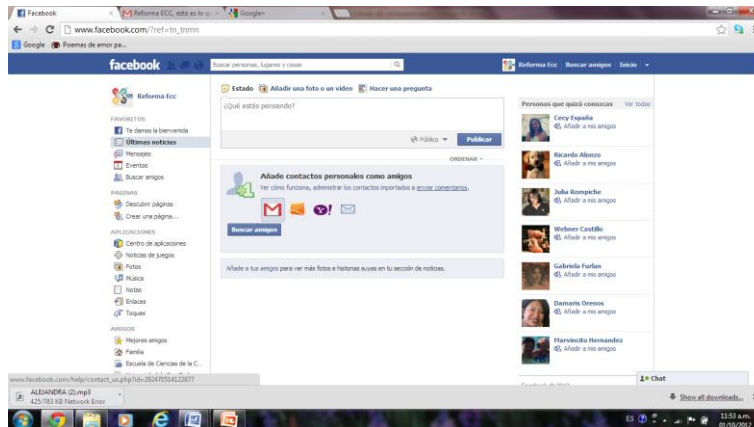 Facebook
Reforma ECC, esto es lo qu
Google+
www.facebook.com/?ref=tn_tnmn
Google
Poemas de amor pa...
facebook
Buscar personas, lugares y cosas
Reforma Ecc
Buscar amigos
Inicio
Reforma Ecc
FAVORITOS
Te damos la bienvenida
Últimas noticias
Mensajes
Eventos
Buscar amigos
PÁGINAS
Descubrir páginas
Crear una página...
APLICACIONES
Centro de aplicaciones
Noticias de juegos
Fotos
Música
Notas
Enlaces
Toques
AMIGOS
Mejores amigos
Familia
Escuela de Ciencias de la C...
Estado
Añadir una foto o un vídeo
Hacer una pregunta
¿Qué estás pensando?
Público
Publicar
ORDENAR
Añade contactos personales como amigos
Ver cómo funciona, administrar los contactos importados o enviar comentarios.
Buscar amigos
Añade a tus amigos para ver más fotos e historias suyas en tu sección de noticias.
Personas que quizá conozcas
Ver todas
Cecy España
Añadir a mis amigos
Ricardo Alonzo
Añadir a mis amigos
Julia Rompiche
Añadir a mis amigos
Webner Castillo
Añadir a mis amigos
Gabriela Furlan
Añadir a mis amigos
Damaris Orenos
Añadir a mis amigos
Marvincito Hernandez
Añadir a mis amigos
Chat
www.facebook.com/help/contact_us.php?id=292470514122877
ALEJANDRA (2).mp3
425/783 KB Network Error
Show all downloads...
ES
11:53 a.m.
01/10/2012